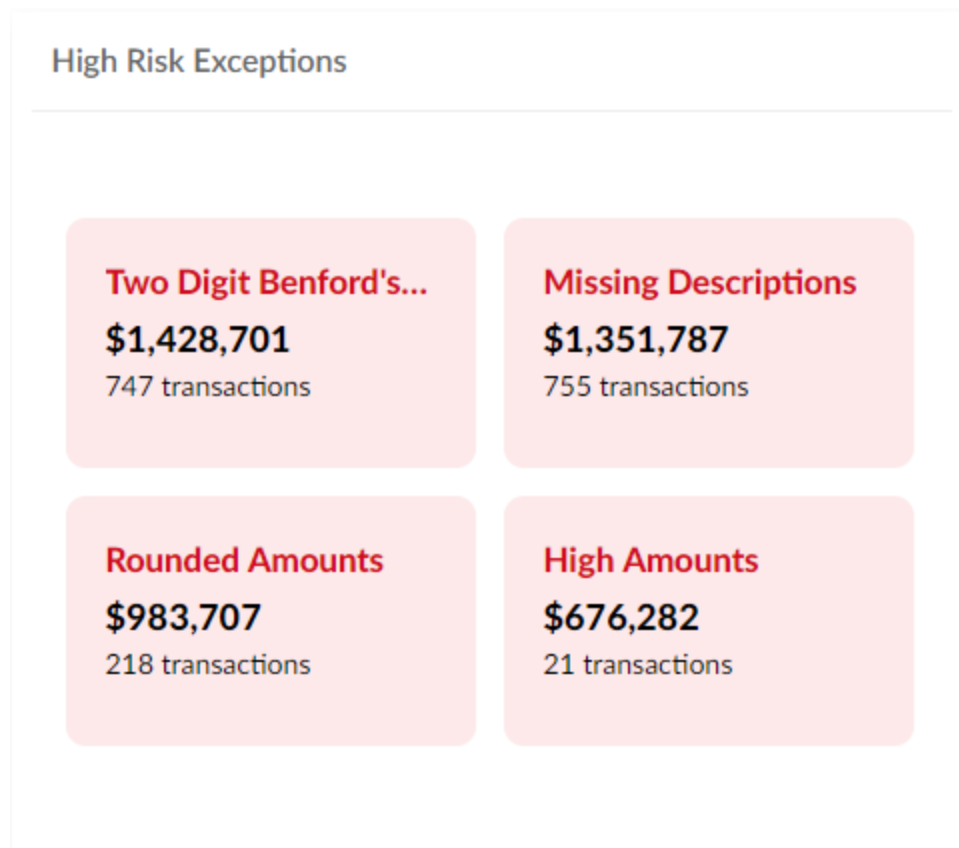 High Risk Exceptions
Two Digit Benford's...
$1,428,701
747 transactions
Missing Descriptions
$1,351,787
755 transactions
Rounded Amounts
$983,707
218 transactions
High Amounts
$676,282
21 transactions